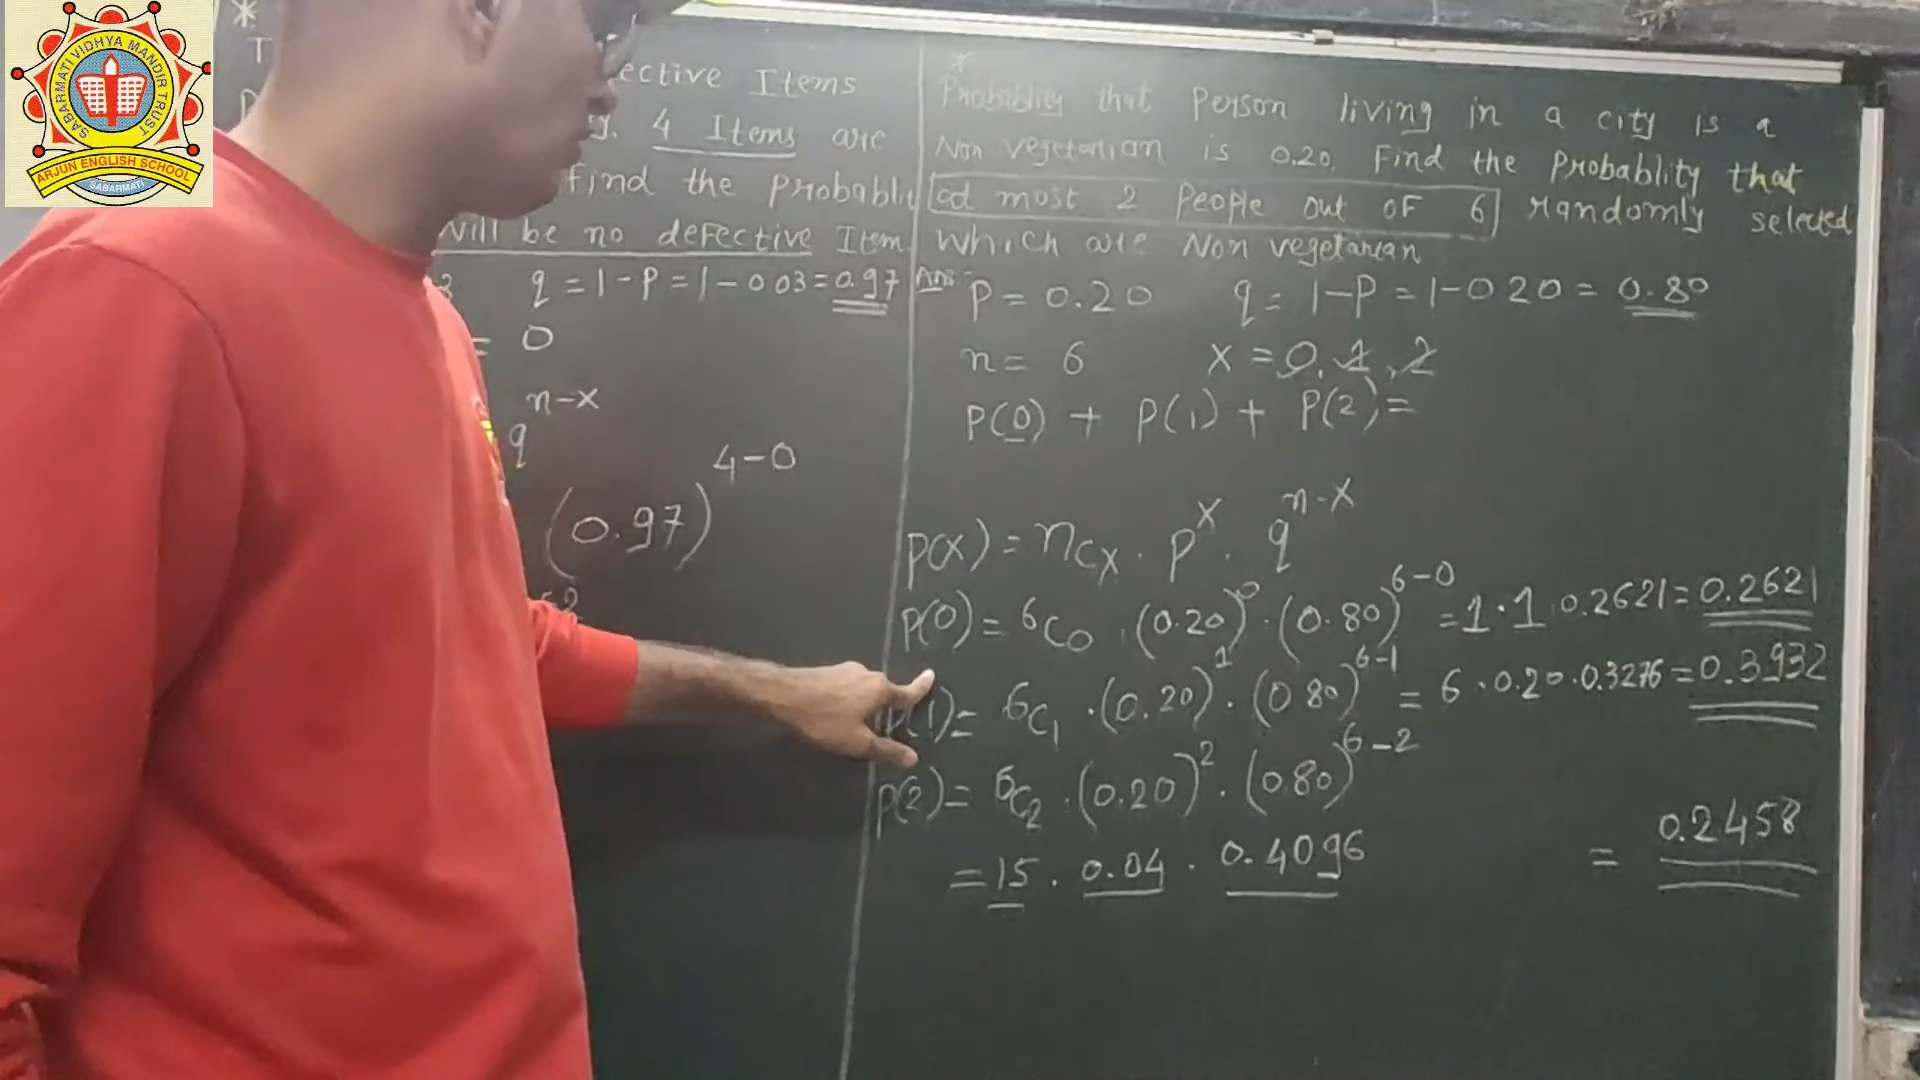 SABARMATI VIDHYA MANDIR TRUST
ARJUN ENGLISH SCHOOL
SABARMATI
*
T
ective Items
4 Items are
find the Probablit
Will be no defective Item
q = 1 - P = 1 - 0 03 = 0.97
= 0
q^n-x
(0.97)^4-0
*
Probablity that Person living in a city is a
Non vegetarian is 0.20. Find the Probablity that
ad most 2 People out of 6 randomly selected
Which are Non vegetarian
Ans:- P = 0.20 q = 1-P = 1-0 20 = 0.80
n = 6 x = 0, 1, 2
P(0) + P(1) + P(2) =
P(x) = nCx . P^x . q^n-x
P(0) = 6C0 . (0.20)^0 . (0.80)^6-0 = 1 . 1 . 0.2621 = 0.2621
P(1) = 6C1 . (0.20)^1 . (0 80)^6-1 = 6 . 0.20 . 0.3276 = 0.3932
P(2) = 6C2 . (0.20)^2 . (0 80)^6-2
= 15 . 0.04 . 0.4096 = 0.2458